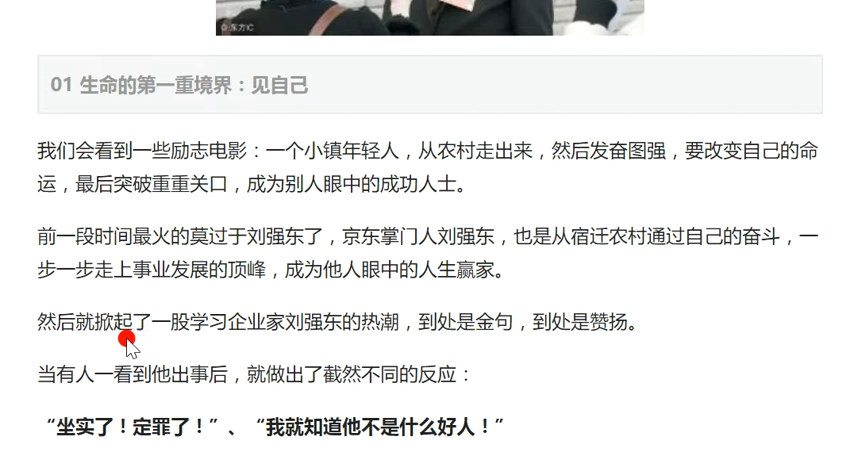 © 东方IC
01 生命的第一重境界：见自己
我们会看到一些励志电影：一个小镇年轻人，从农村走出来，然后发奋图强，要改变自己的命
运，最后突破重重关口，成为别人眼中的成功人士。
前一段时间最火的莫过于刘强东了，京东掌门人刘强东，也是从宿迁农村通过自己的奋斗，一
步一步走上事业发展的顶峰，成为他人眼中的人生赢家。
然后就掀起了一股学习企业家刘强东的热潮，到处是金句，到处是赞扬。
当有人一看到他出事后，就做出了截然不同的反应：
“坐实了！定罪了！”、“我就知道他不是什么好人！”